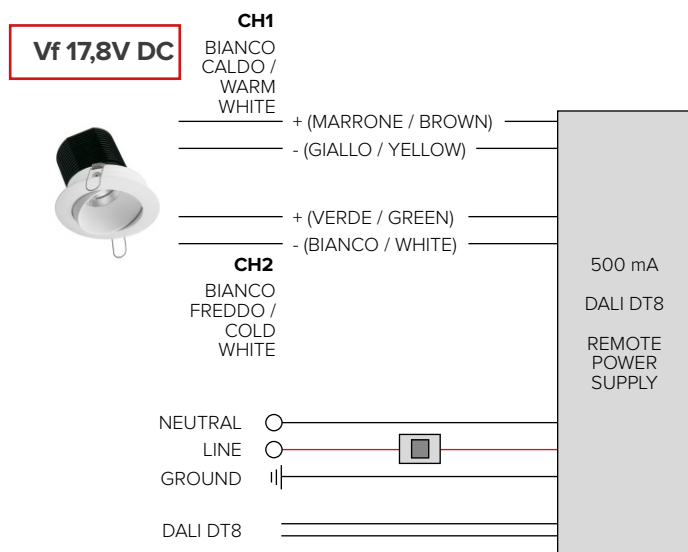 Vf 17,8V DC
CH1
BIANCO
CALDO /
WARM
WHITE
+ (MARRONE / BROWN)
- (GIALLO / YELLOW)
+ (VERDE / GREEN)
- (BIANCO / WHITE)
CH2
BIANCO
FREDDO /
COLD
WHITE
500 mA
DALI DT8
REMOTE
POWER
SUPPLY
NEUTRAL
LINE
GROUND
DALI DT8